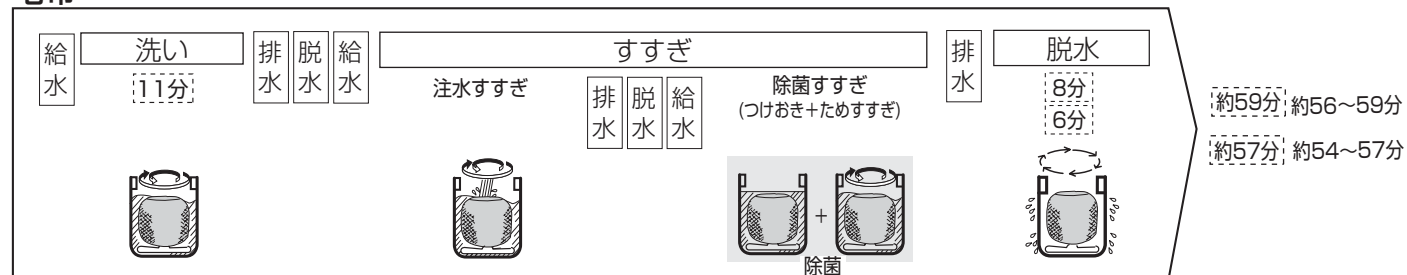 給水
洗い
11分
排水
脱水
給水
すすぎ
注水すすぎ
排水
脱水
給水
除菌すすぎ
(つけおき+ためすすぎ)
+
除菌
排水
脱水
8分
6分
約59分 約56~59分
約57分 約54~57分